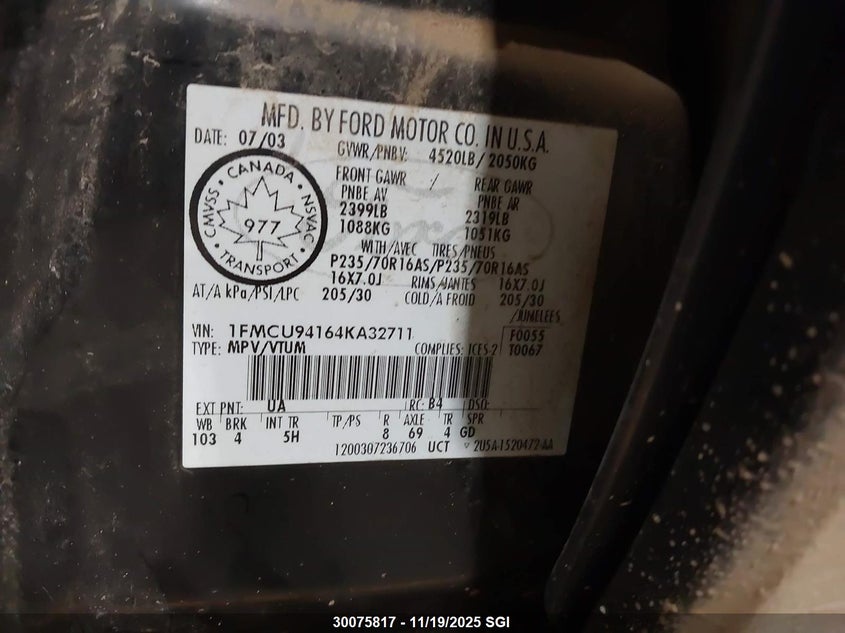 MFD. BY FORD MOTOR CO. IN U.S.A.
DATE: 07/03 GVWR/PNBV: 4520LB/ 2050KG
CANADA
CMVSS NSVAC
977
TRANSPORT
FRONT GAWR / REAR GAWR
PNBE AV PNBE AR
2399LB 2319LB
1088KG 1051KG
WITH/AVEC TIRES/PNEUS
P235/70R16AS/P235/70R16AS
16X7.0J RIMS/JANTES 16X7.0J
AT/A kPa/PSI/LPC 205/30 COLD/A FROID 205/30
/JUMELEES
VIN: 1FMCU94164KA32711 F0055
TYPE: MPV/VTUM COMPLIES: ICES-2 T0067
EXT PNT: UA RC: B4 DSO:
WB BRK INT TR TP/PS R AXLE TR SPR
103 4 5H 8 69 4 GD
1200307236706 UCT 2U5A-1520472-AA
30075817 - 11/19/2025 SGI